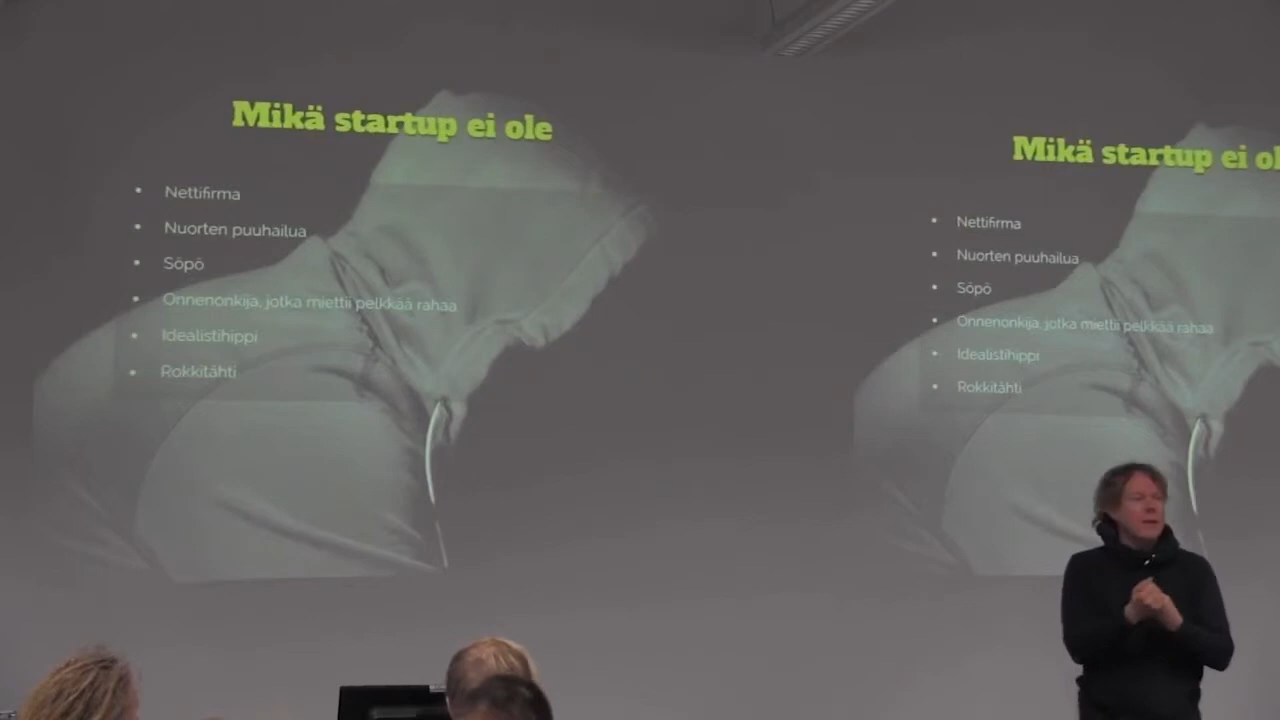 Mikä startup ei ole
• Nettifirma
• Nuorten puuhailua
• Söpö
• Onnenonkija, jotka miettii pelkkää rahaa
• Idealistihippi
• Rokkitähti
Mikä startup ei ol
• Nettifirma
• Nuorten puuhailua
• Söpö
• Onnenonkija, jotka miettii pelkkää rahaa
• Idealistihippi
• Rokkitähti